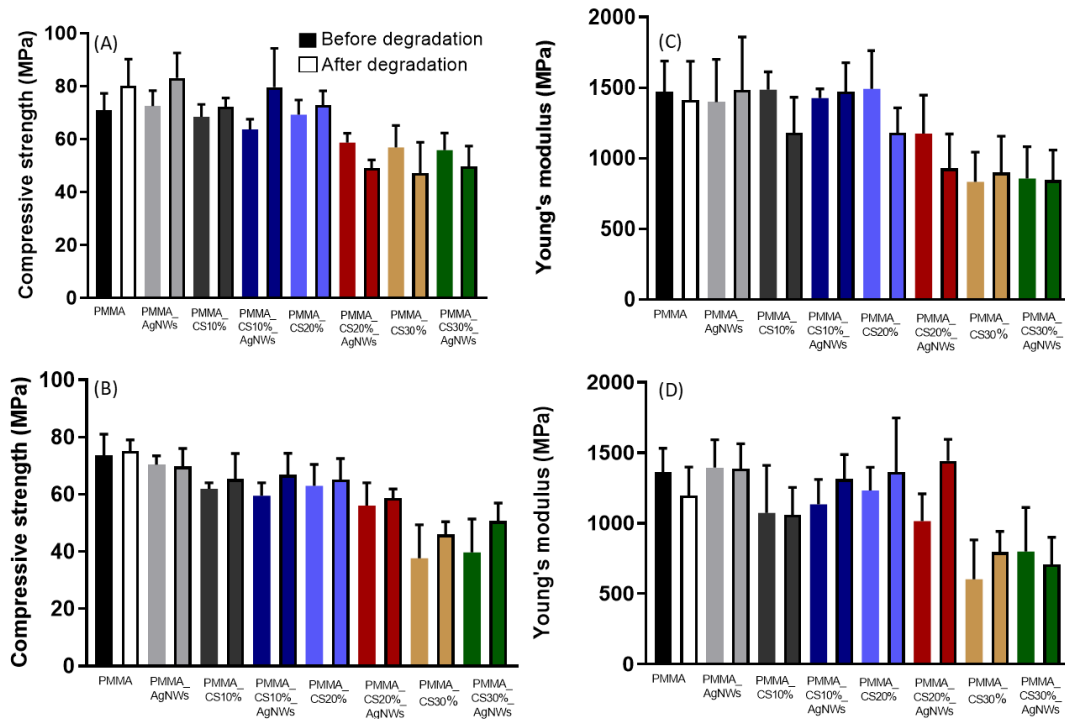 (A)
Before degradation
After degradation
Compressive strength (MPa)
100
80
60
40
20
0
PMMA
PMMA_
AgNWs
PMMA_
CS10%
PMMA_
CS10%_
AgNWs
PMMA_
CS20%
PMMA_
CS20%_
AgNWs
PMMA_
CS30%
PMMA_
CS30%_
AgNWs
(C)
Young's modulus (MPa)
2000
1500
1000
500
0
PMMA
PMMA_
AgNWs
PMMA_
CS10%
PMMA_
CS10%_
AgNWs
PMMA_
CS20%
PMMA_
CS20%_
AgNWs
PMMA_
CS30%
PMMA_
CS30%_
AgNWs
(B)
Compressive strength (MPa)
100
80
60
40
20
0
PMMA
PMMA_
AgNWs
PMMA_
CS10%
PMMA_
CS10%
_AgNWs
PMMA_
CS20%
PMMA_
CS20%_
AgNWs
PMMA_
CS30%
PMMA_
CS30%_
AgNWs
(D)
Young's modulus (MPa)
2000
1500
1000
500
0
PMMA
PMMA_
AgNWs
PMMA_
CS10%
PMMA_
CS10%_
AgNWs
PMMA_
CS20%
PMMA_
CS20%_
AgNWs
PMMA_
CS30%
PMMA_
CS30%_
AgNWs